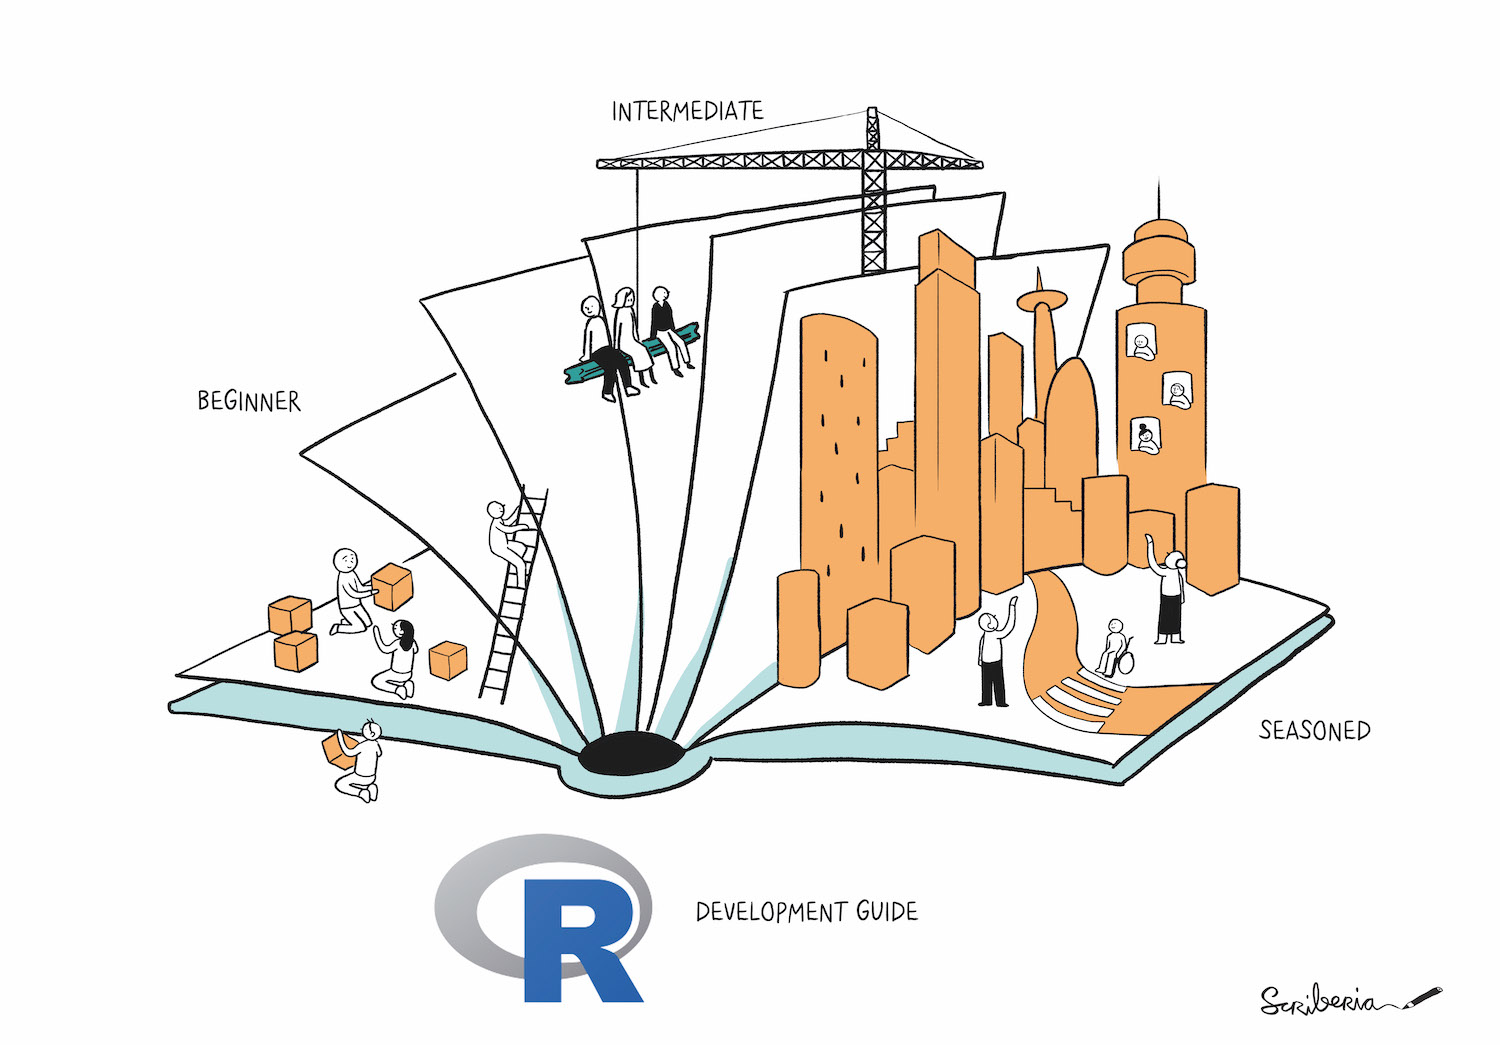 INTERMEDIATE
BEGINNER
SEASONED
R DEVELOPMENT GUIDE
Scriberia